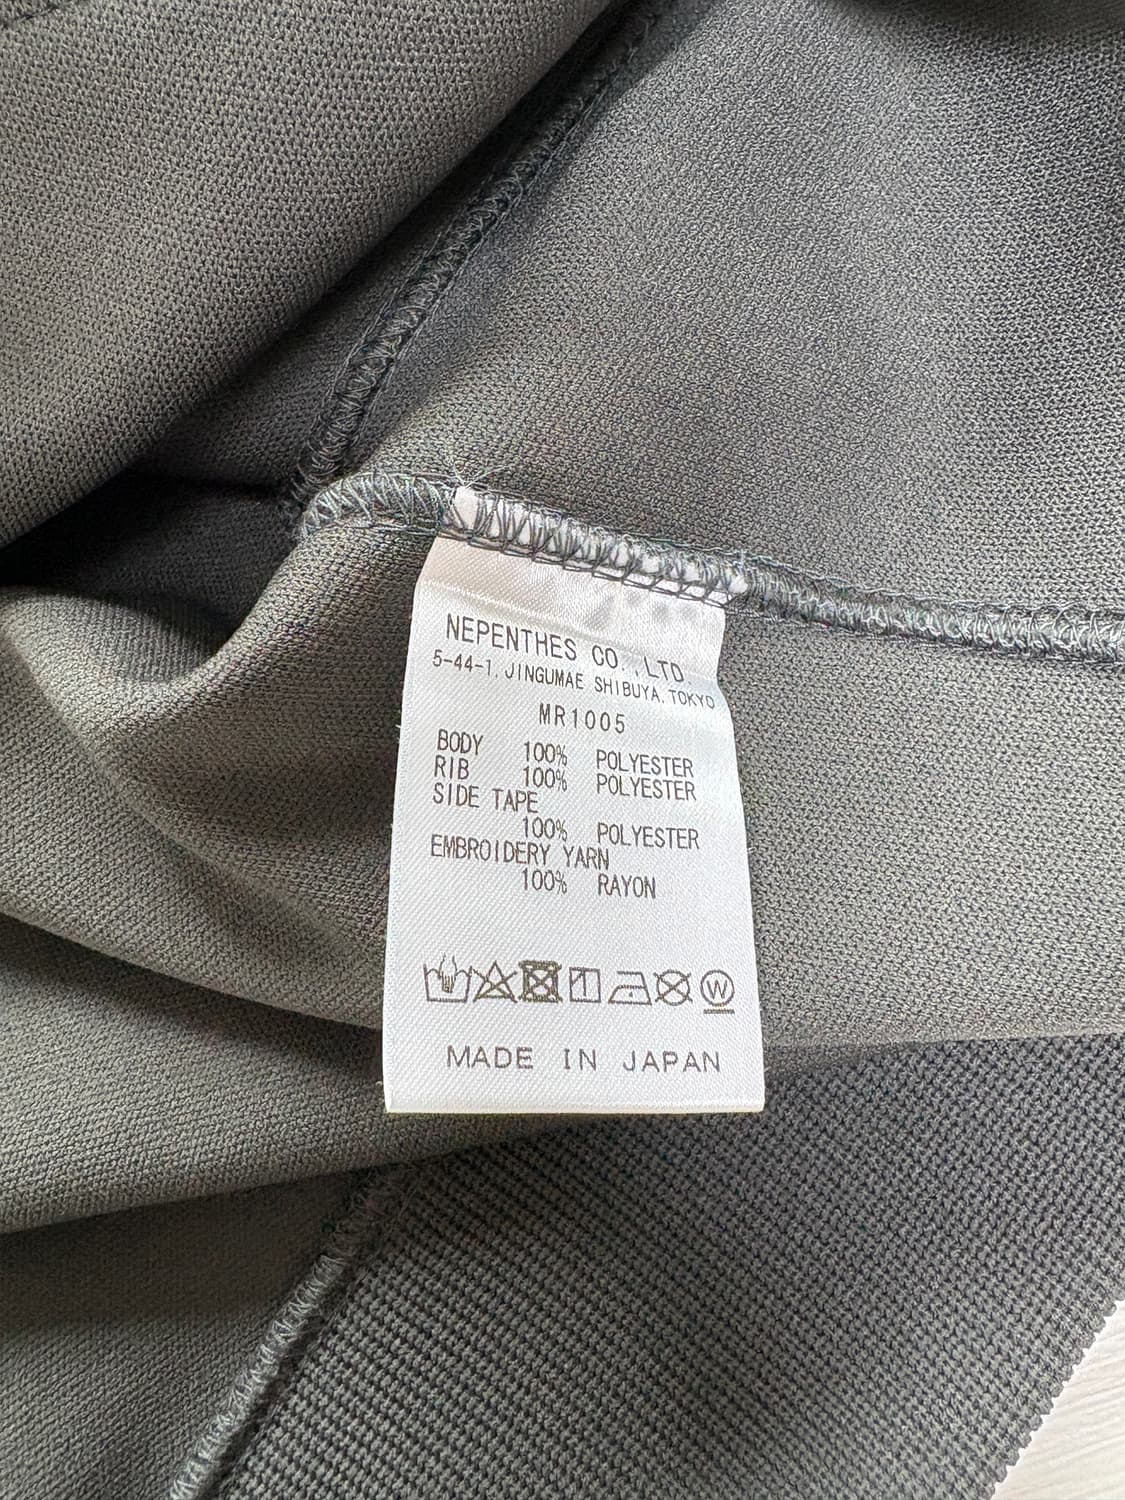 NEPENTHES CO.,LTD.
5-44-1, JINGUMAE SHIBUYA, TOKYO
MR1005
BODY 100% POLYESTER
RIB 100% POLYESTER
SIDE TAPE
100% POLYESTER
EMBROIDERY YARN
100% RAYON
W
MADE IN JAPAN